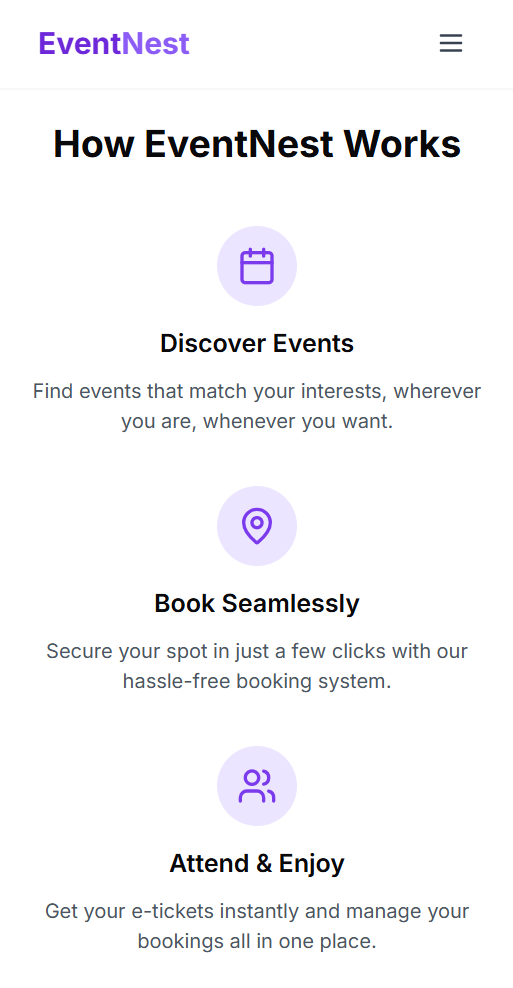 EventNest
How EventNest Works
Discover Events
Find events that match your interests, wherever
you are, whenever you want.
Book Seamlessly
Secure your spot in just a few clicks with our
hassle-free booking system.
Attend & Enjoy
Get your e-tickets instantly and manage your
bookings all in one place.